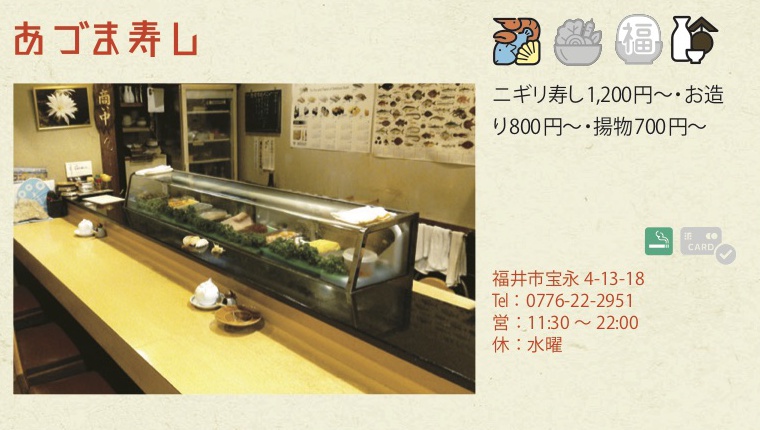 あづま寿し
福
ニギリ寿し1,200円〜・お造
り800円〜・揚物700円〜
CARD
福井市宝永 4-13-18
Tel：0776-22-2951
営：11:30 〜 22:00
休：水曜